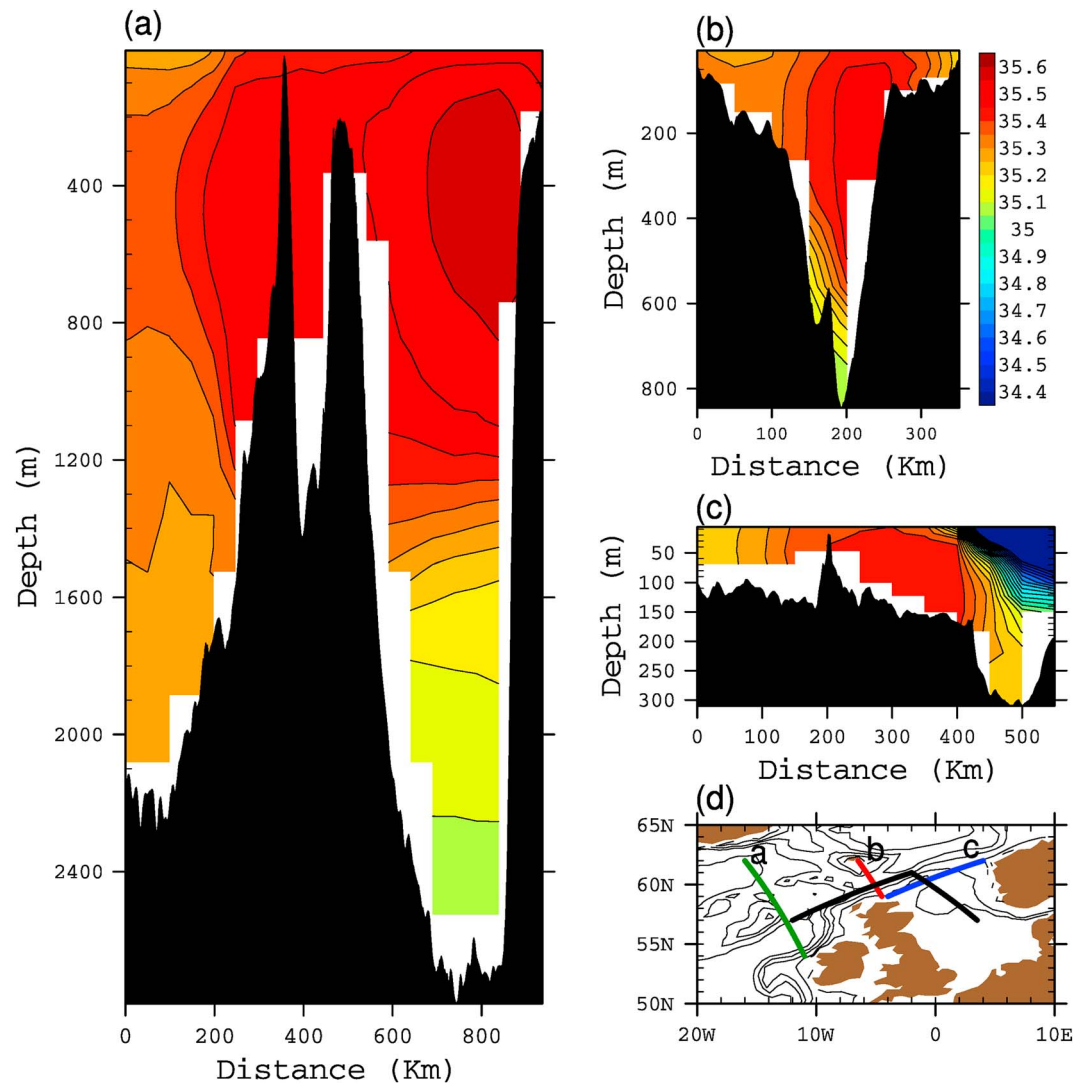 (a)
400
800
1200
1600
2000
2400
Depth (m)
0 200 400 600 800
Distance (Km)
(b)
200
400
600
800
Depth (m)
0 100 200 300
Distance (Km)
35.6
35.5
35.4
35.3
35.2
35.1
35
34.9
34.8
34.7
34.6
34.5
34.4
(c)
50
100
150
200
250
300
Depth (m)
0 100 200 300 400 500
Distance (Km)
(d)
65N
60N
55N
50N
a
b
c
20W 10W 0 10E